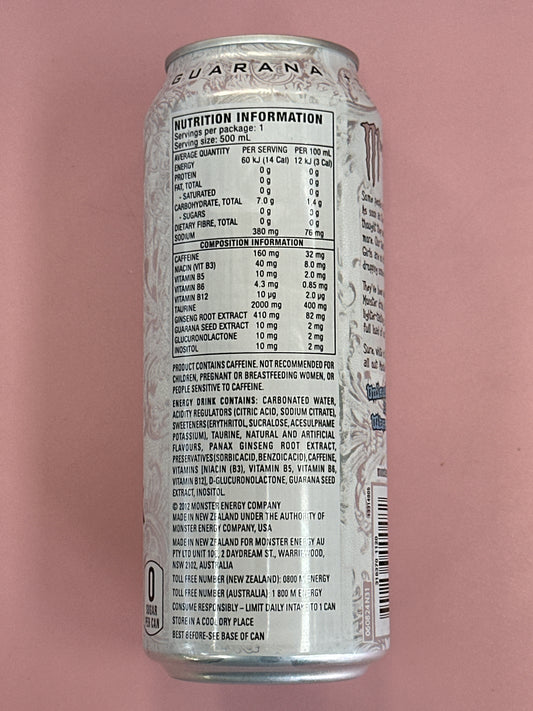 GUARANA
NUTRITION INFORMATION
Servings per package: 1
Serving size: 500 mL
AVERAGE QUANTITY PER SERVING PER 100 mL
ENERGY 60 kJ (14 Cal) 12 kJ (3 Cal)
PROTEIN 0 g 0 g
FAT, TOTAL 0 g 0 g
- SATURATED 0 g 0 g
CARBOHYDRATE, TOTAL 7.0 g 1.4 g
- SUGARS 0 g 0 g
DIETARY FIBRE, TOTAL 0 g 0 g
SODIUM 380 mg 76 mg
COMPOSITION INFORMATION
CAFFEINE 160 mg 32 mg
NIACIN (VIT B3) 40 mg 8.0 mg
VITAMIN B5 10 mg 2.0 mg
VITAMIN B6 4.3 mg 0.85 mg
VITAMIN B12 10 µg 2.0 µg
TAURINE 2000 mg 400 mg
GINSENG ROOT EXTRACT 410 mg 82 mg
GUARANA SEED EXTRACT 10 mg 2 mg
GLUCURONOLACTONE 10 mg 2 mg
INOSITOL 10 mg 2 mg
PRODUCT CONTAINS CAFFEINE. NOT RECOMMENDED FOR
CHILDREN, PREGNANT OR BREASTFEEDING WOMEN, OR
PEOPLE SENSITIVE TO CAFFEINE.
ENERGY DRINK CONTAINS: CARBONATED WATER,
ACIDITY REGULATORS (CITRIC ACID, SODIUM CITRATE),
SWEETENERS (ERYTHRITOL, SUCRALOSE, ACESULPHAME
POTASSIUM), TAURINE, NATURAL AND ARTIFICIAL
FLAVOURS, PANAX GINSENG ROOT EXTRACT,
PRESERVATIVES (SORBIC ACID, BENZOIC ACID), CAFFEINE,
VITAMINS [NIACIN (B3), VITAMIN B5, VITAMIN B6,
VITAMIN B12], D-GLUCURONOLACTONE, GUARANA SEED
EXTRACT, INOSITOL.
© 2012 MONSTER ENERGY COMPANY
MADE IN NEW ZEALAND UNDER THE AUTHORITY OF
MONSTER ENERGY COMPANY, USA
MADE IN NEW ZEALAND FOR MONSTER ENERGY AU
PTY LTD UNIT 10C, 2 DAYDREAM ST., WARRIEWOOD,
NSW 2102, AUSTRALIA
TOLL FREE NUMBER (NEW ZEALAND): 0800 M ENERGY
TOLL FREE NUMBER (AUSTRALIA): 1 800 M ENERGY
CONSUME RESPONSIBLY – LIMIT DAILY INTAKE TO 1 CAN
STORE IN A COOL DRY PLACE
BEST BEFORE-SEE BASE OF CAN
0
SUGAR
PER CAN
060824N31